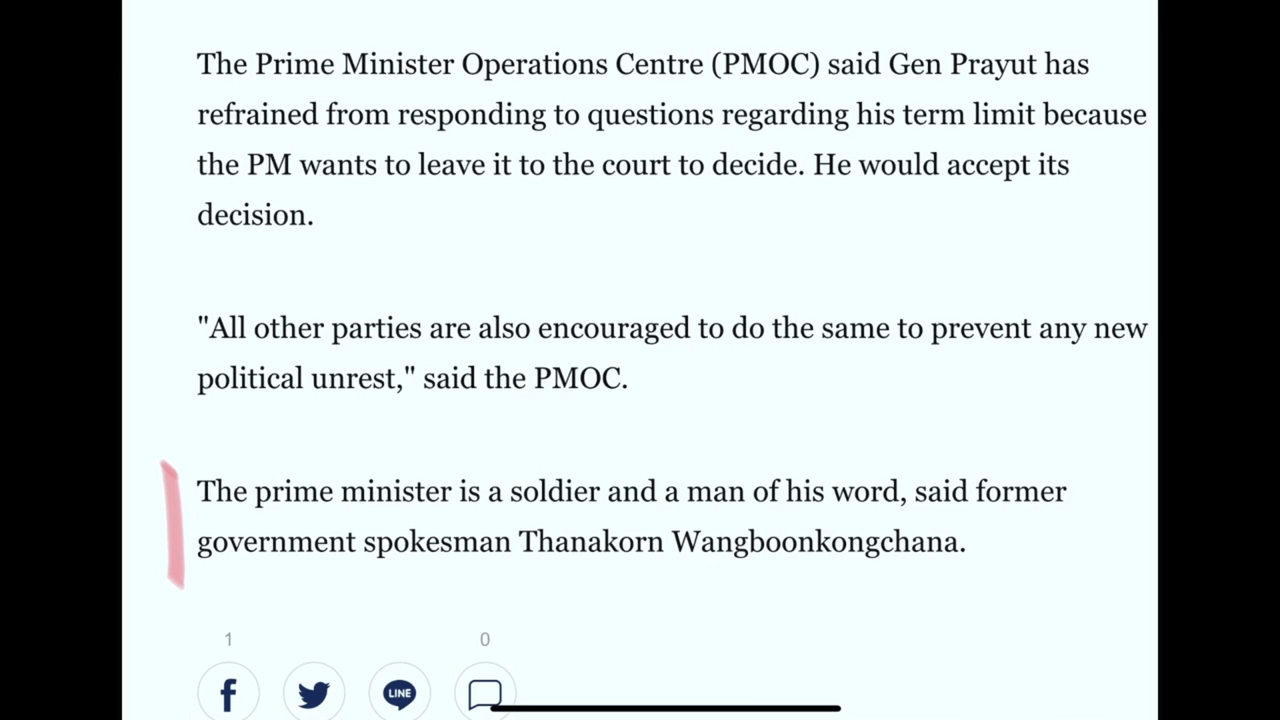 The Prime Minister Operations Centre (PMOC) said Gen Prayut has
refrained from responding to questions regarding his term limit because
the PM wants to leave it to the court to decide. He would accept its
decision.
"All other parties are also encouraged to do the same to prevent any new
political unrest," said the PMOC.
The prime minister is a soldier and a man of his word, said former
government spokesman Thanakorn Wangboonkongchana.
1 0
f LINE